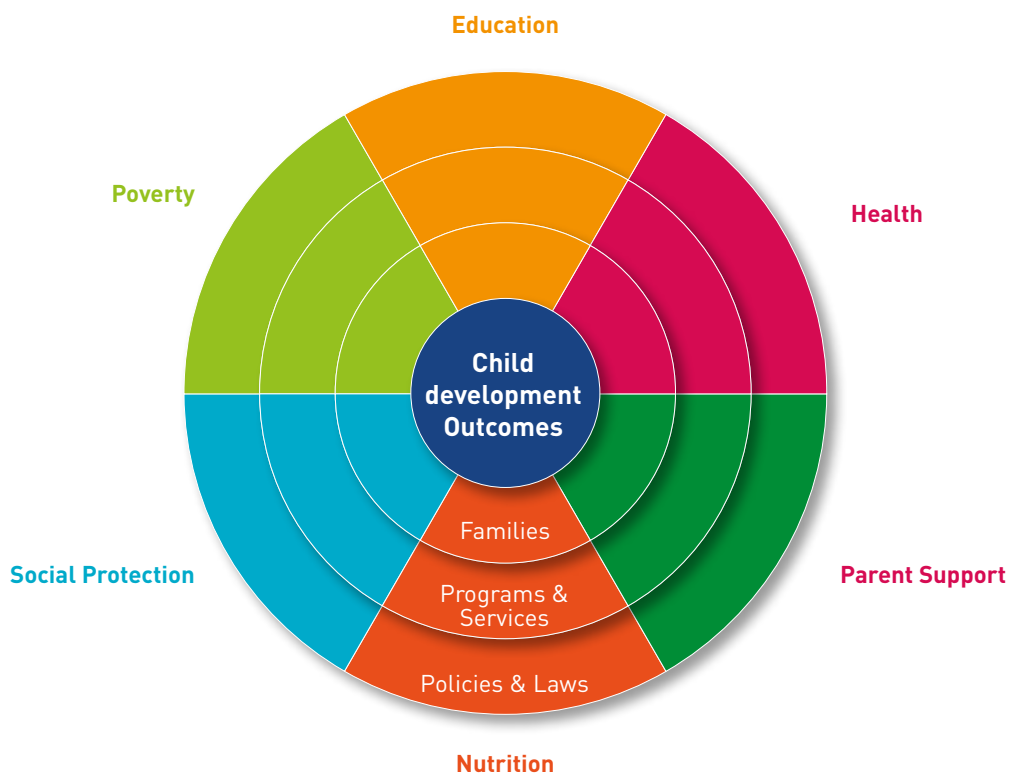 Education
Poverty
Health
Child
development
Outcomes
Families
Social Protection
Parent Support
Programs &
Services
Policies & Laws
Nutrition